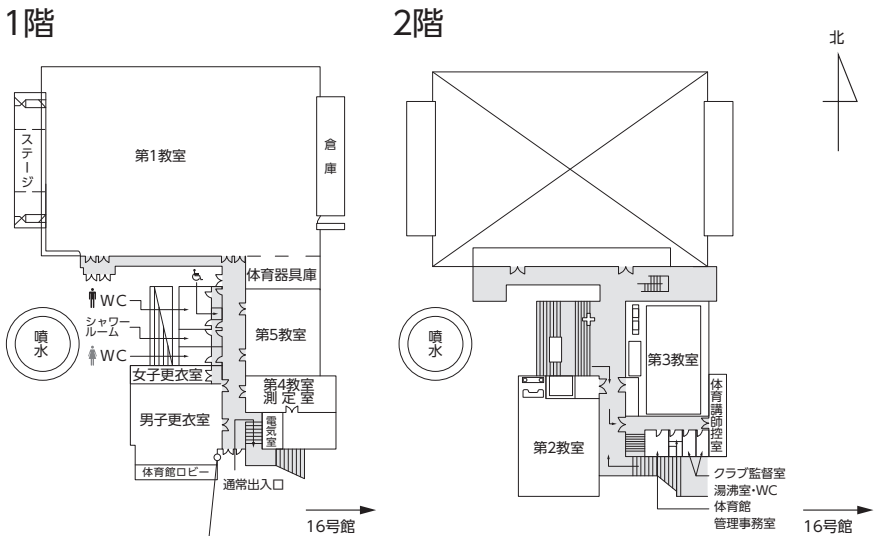 1階
2階
北
ステージ
第1教室
倉庫
体育器具庫
WC
シャワー
ルーム
WC
噴水
第5教室
女子更衣室
第4教室
測定室
男子更衣室
電気室
体育館ロビー
通常出入口
16号館
噴水
第3教室
体育講師控室
第2教室
クラブ監督室
湯沸室・WC
体育館
管理事務室
16号館